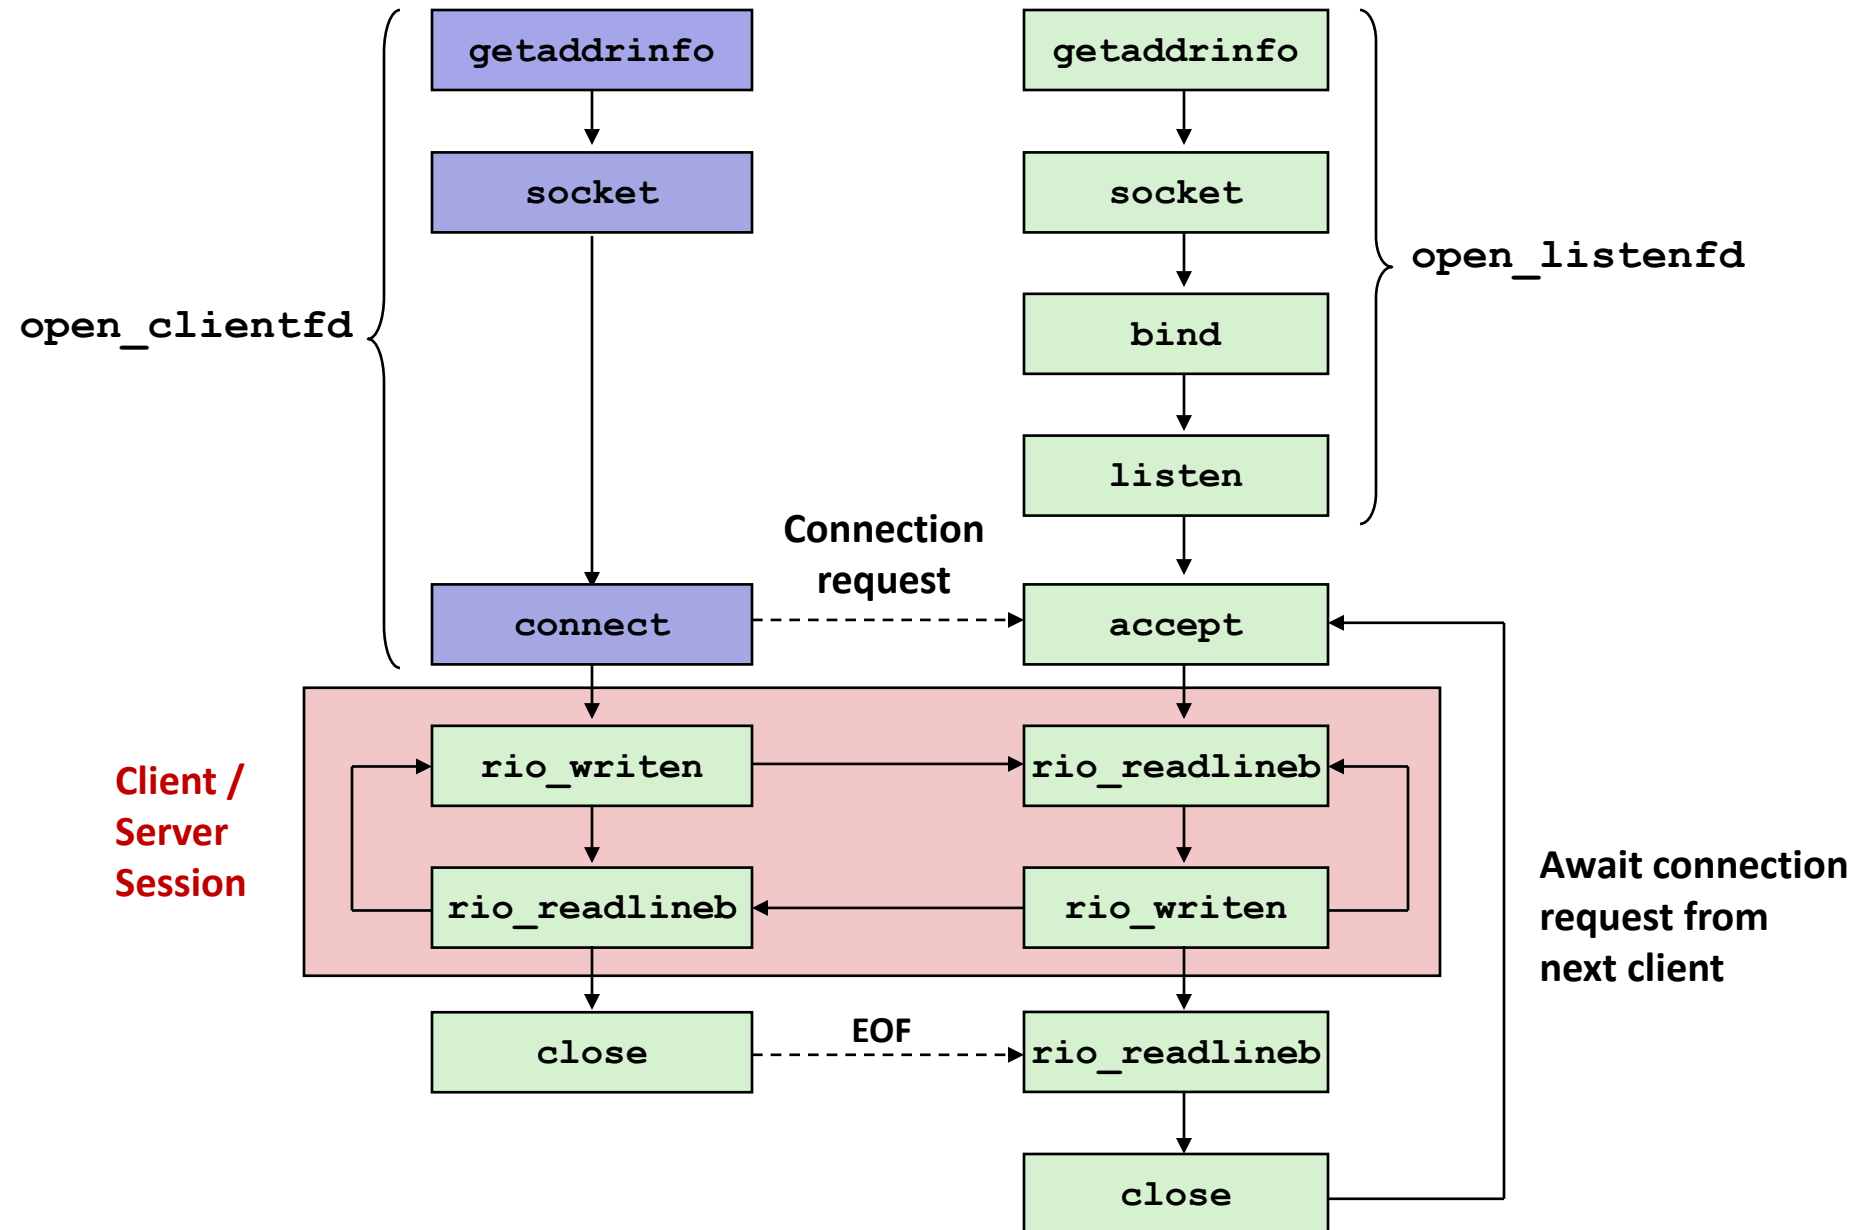 getaddrinfo
getaddrinfo
socket
socket
open_listenfd
open_clientfd
bind
listen
Connection
request
connect
accept
Client /
Server
Session
rio_writen
rio_readlineb
rio_readlineb
rio_writen
Await connection
request from
next client
close
EOF
rio_readlineb
close